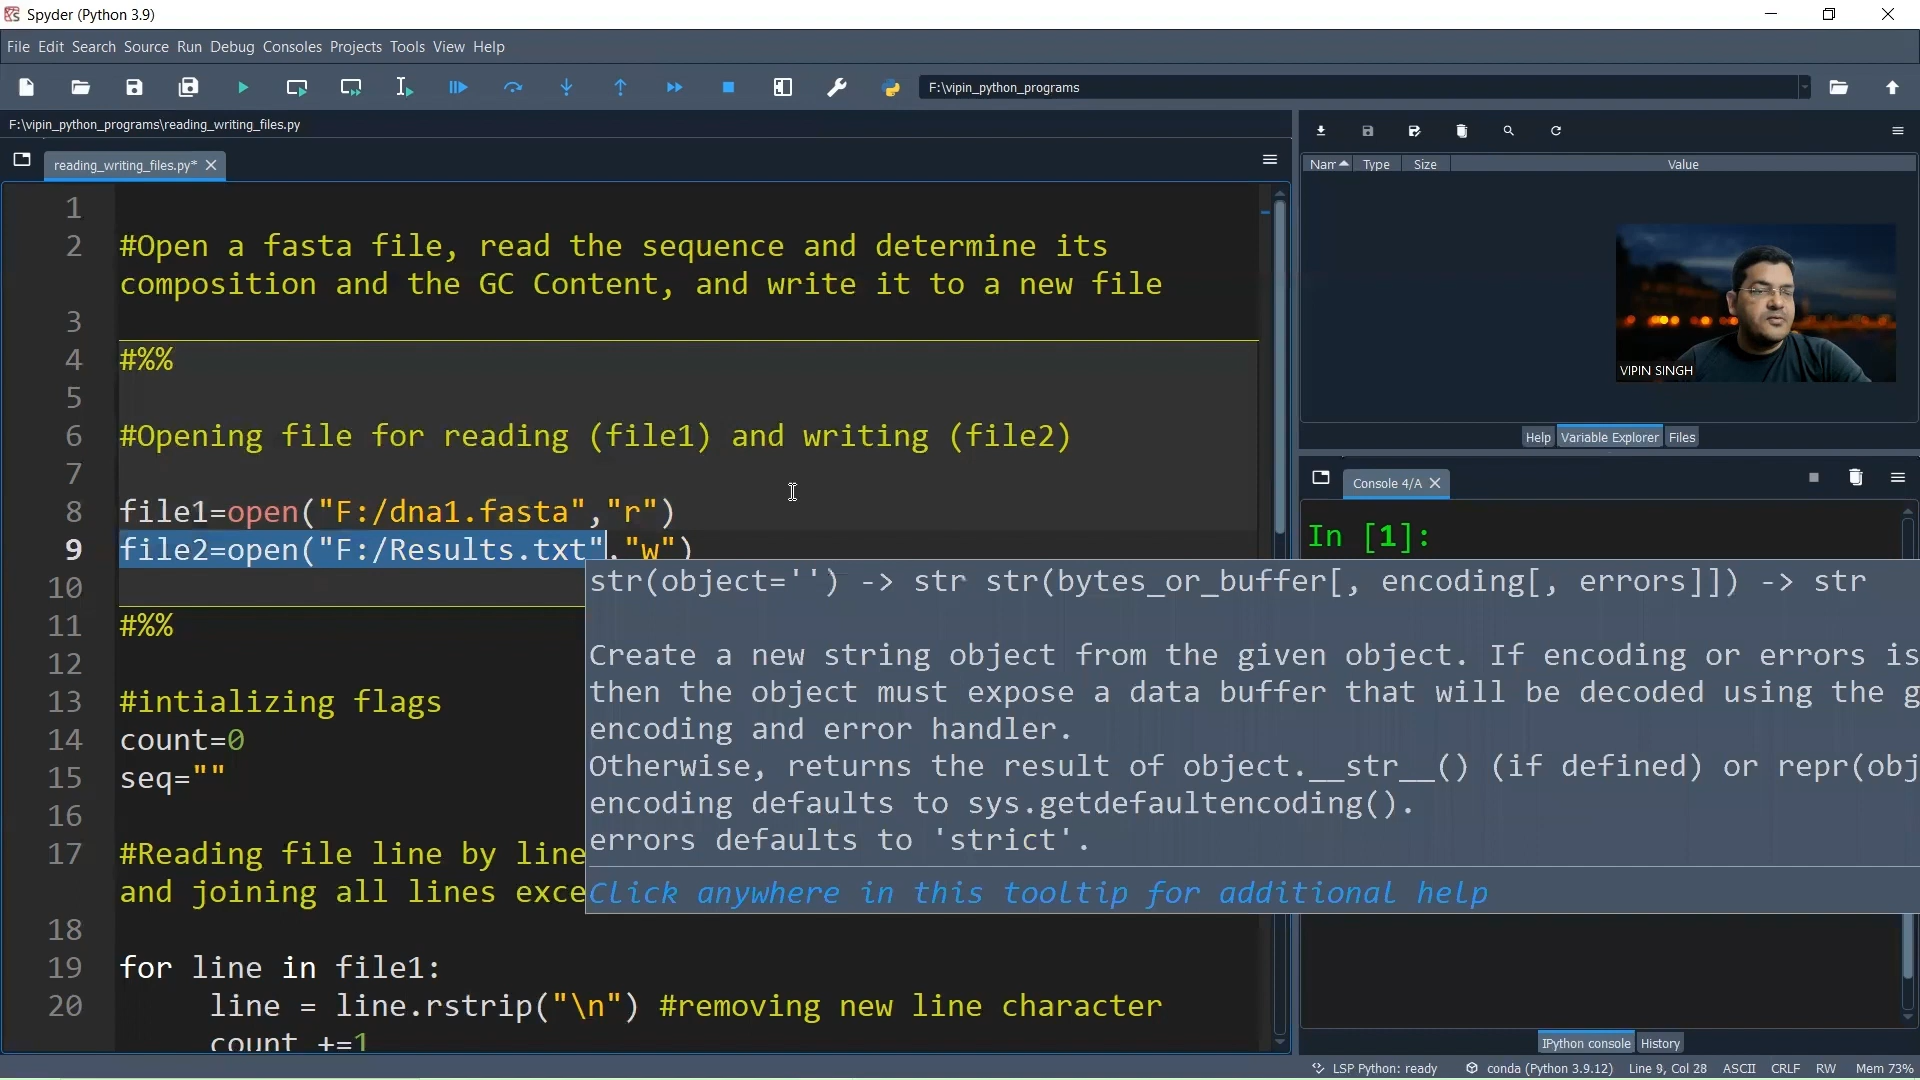 Spyder (Python 3.9)
File Edit Search Source Run Debug Consoles Projects Tools View Help
F:\vipin_python_programs
F:\vipin_python_programs\reading_writing_files.py
reading_writing_files.py*
1
2 #Open a fasta file, read the sequence and determine its
composition and the GC Content, and write it to a new file
3
4 #%%
5
6 #Opening file for reading (file1) and writing (file2)
7
8 file1=open("F:/dna1.fasta","r")
9 file2=open("F:/Results.txt","w")
10
11 #%%
12
13 #intializing flags
14 count=0
15 seq=""
16
17 #Reading file line by line
and joining all lines exce
18
19 for line in file1:
20 line = line.rstrip("\n") #removing new line character
count +=1
str(object='') -> str str(bytes_or_buffer[, encoding[, errors]]) -> str
Create a new string object from the given object. If encoding or errors is
then the object must expose a data buffer that will be decoded using the g
encoding and error handler.
Otherwise, returns the result of object.__str__() (if defined) or repr(obj
encoding defaults to sys.getdefaultencoding().
errors defaults to 'strict'.
Click anywhere in this tooltip for additional help
Nam Type Size Value
VIPIN SINGH
Help Variable Explorer Files
Console 4/A
In [1]:
IPython console History
LSP Python: ready conda (Python 3.9.12) Line 9, Col 28 ASCII CRLF RW Mem 73%